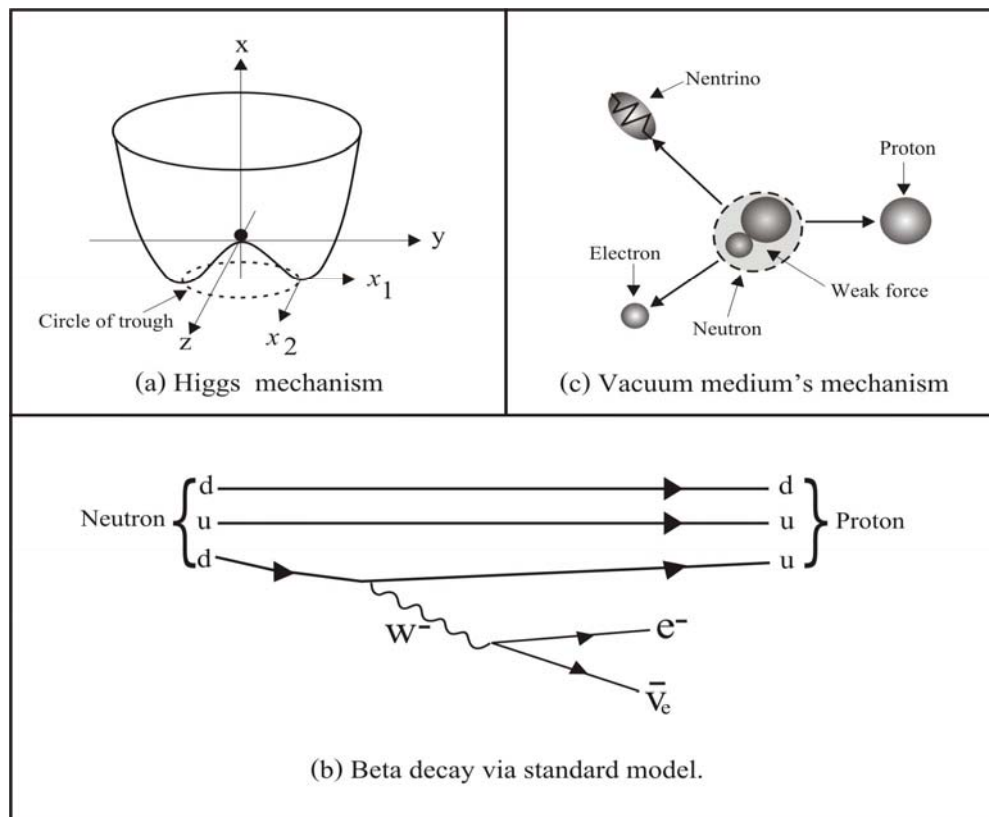 x
y
x1
Circle of trough
z
x2
(a) Higgs mechanism
Nentrino
Proton
Electron
Weak force
Neutron
(c) Vacuum medium's mechanism
Neutron { d d } Proton
u u
d u
w-
e-
ν̄e
(b) Beta decay via standard model.